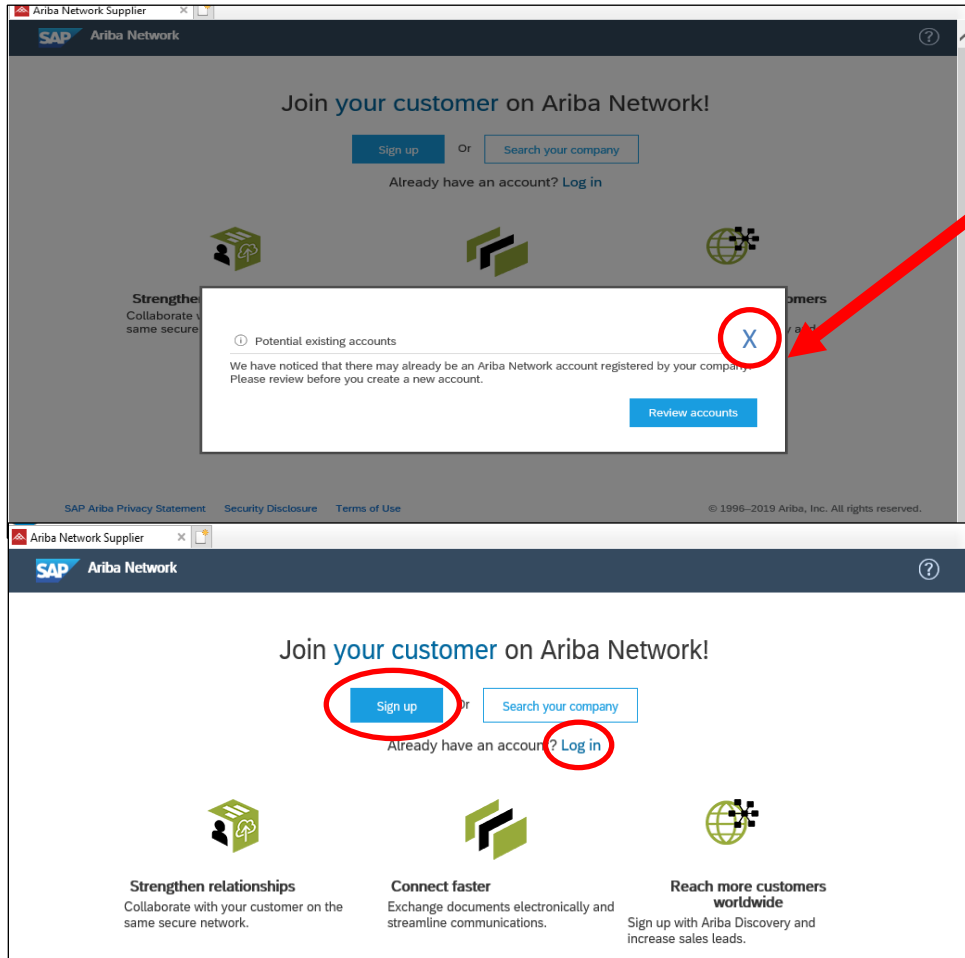 Ariba Network Supplier
SAP Ariba Network
Join your customer on Ariba Network!
Sign up Or Search your company
Already have an account? Log in
Strengthe
Collaborate
same secure
omers
Potential existing accounts X
We have noticed that there may already be an Ariba Network account registered by your company.
Please review before you create a new account.
Review accounts
SAP Ariba Privacy Statement Security Disclosure Terms of Use © 1996–2019 Ariba, Inc. All rights reserved.
Ariba Network Supplier
SAP Ariba Network
Join your customer on Ariba Network!
Sign up Or Search your company
Already have an account? Log in
Strengthen relationships
Collaborate with your customer on the
same secure network.
Connect faster
Exchange documents electronically and
streamline communications.
Reach more customers
worldwide
Sign up with Ariba Discovery and
increase sales leads.